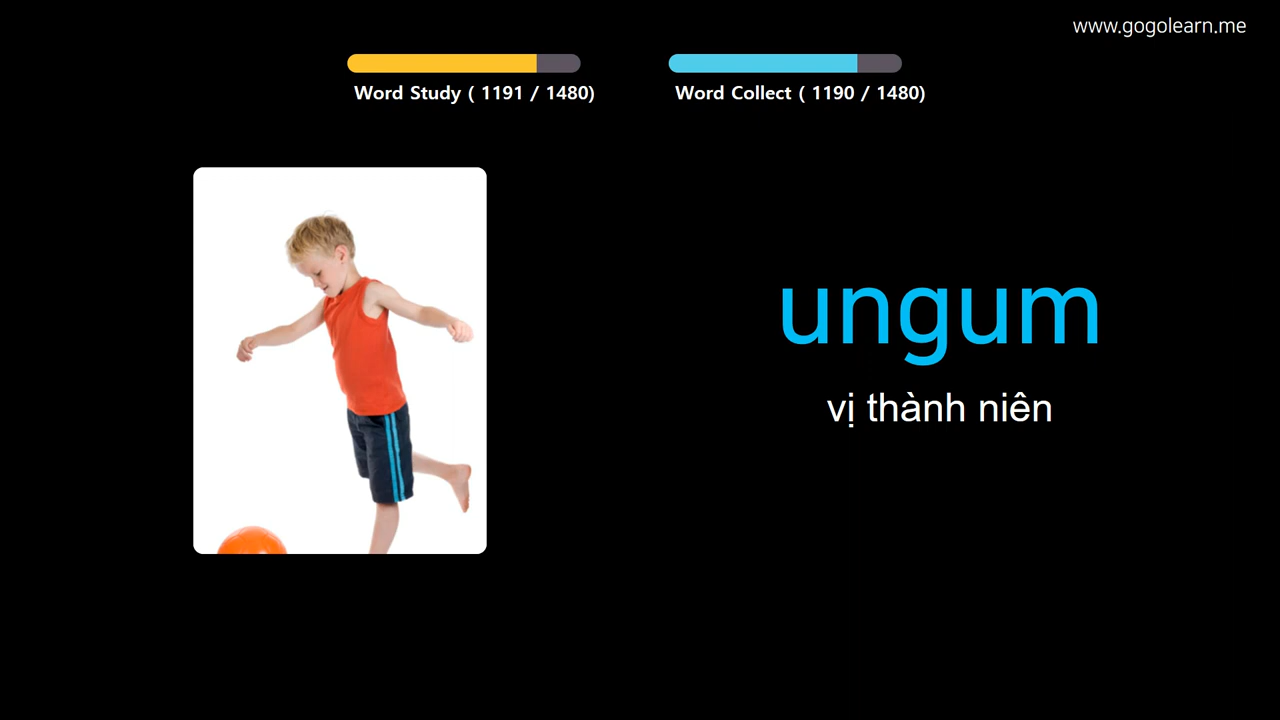 www.gogolearn.me
Word Study ( 1191 / 1480)
Word Collect ( 1190 / 1480)
ungum
vị thành niên